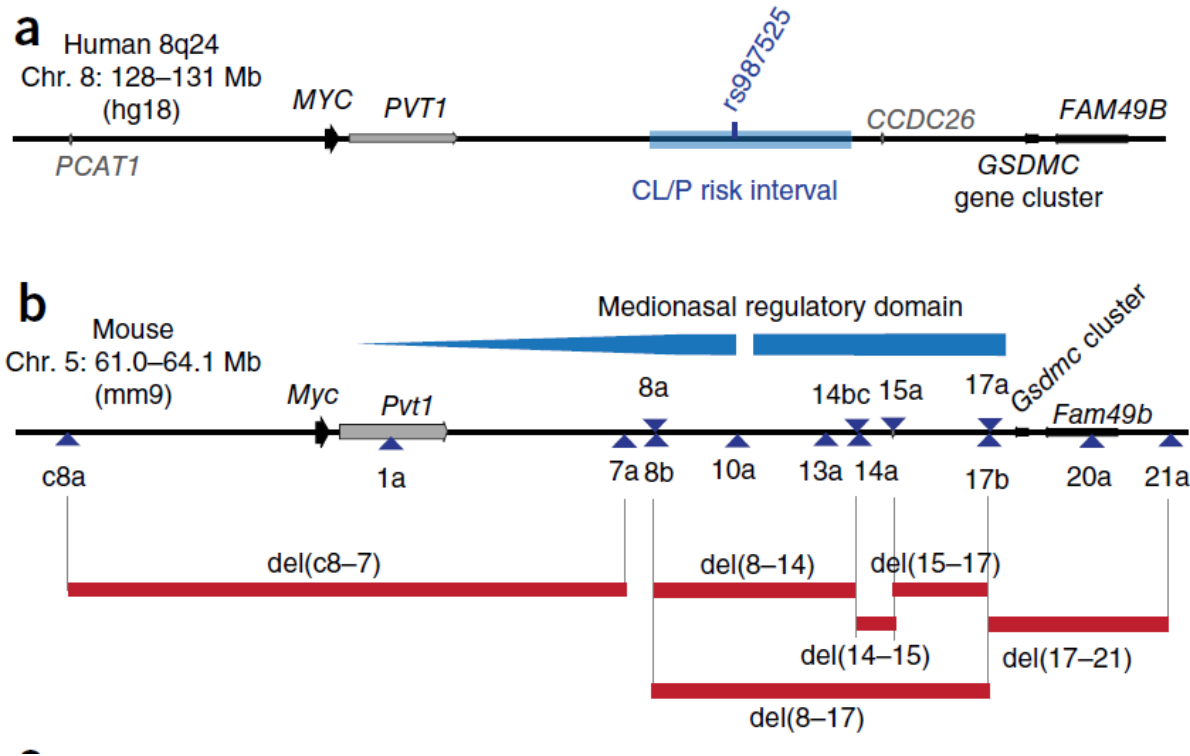 a
Human 8q24
Chr. 8: 128–131 Mb
(hg18)
MYC
PVT1
rs987525
CCDC26
FAM49B
PCAT1
CL/P risk interval
GSDMC
gene cluster
b
Mouse
Chr. 5: 61.0–64.1 Mb
(mm9)
Medionasal regulatory domain
Myc
Pvt1
8a
14bc
15a
17a
Gsdmc cluster
Fam49b
c8a
1a
7a
8b
10a
13a
14a
17b
20a
21a
del(c8–7)
del(8–14)
del(15–17)
del(14–15)
del(17–21)
del(8–17)